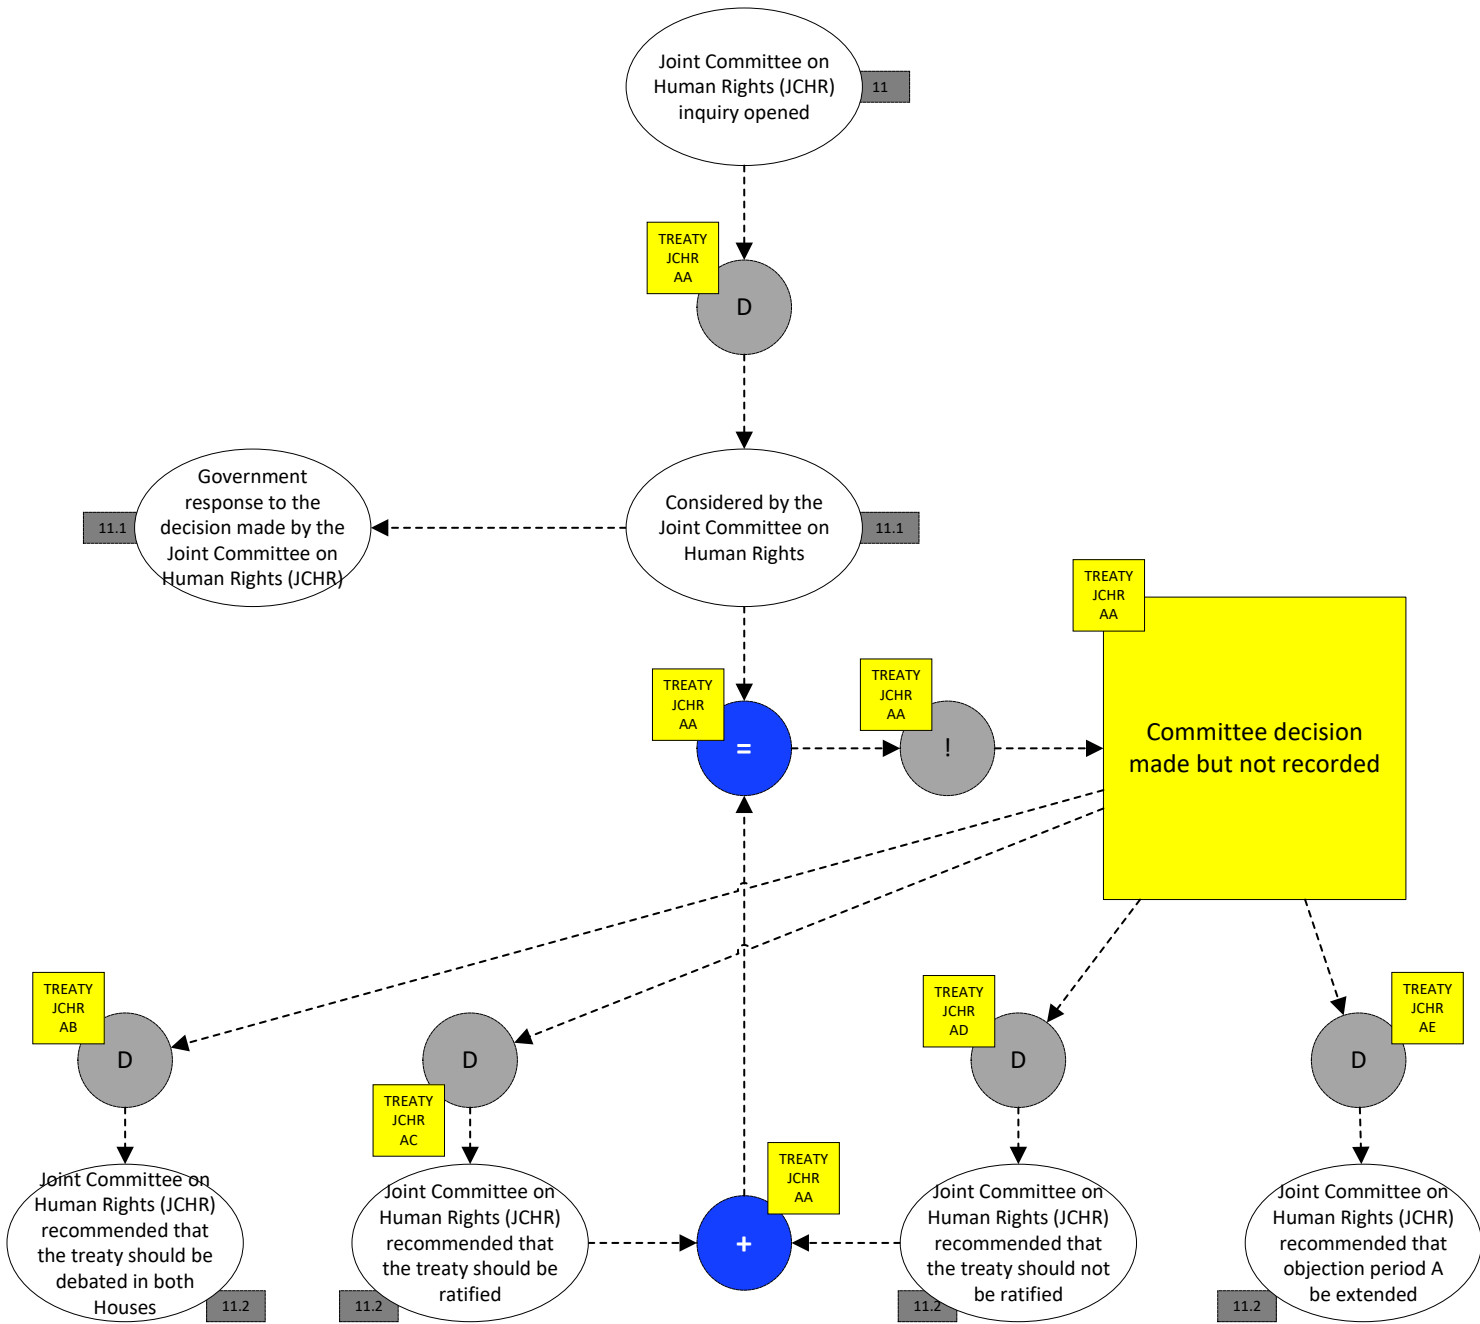 Joint Committee on
Human Rights (JCHR)
inquiry opened
11
TREATY
JCHR
AA
D
Government
response to the
decision made by the
Joint Committee on
Human Rights (JCHR)
11.1
Considered by the
Joint Committee on
Human Rights
11.1
TREATY
JCHR
AA
=
TREATY
JCHR
AA
!
TREATY
JCHR
AA
Committee decision
made but not recorded
TREATY
JCHR
AB
D
TREATY
JCHR
AC
D
TREATY
JCHR
AD
D
TREATY
JCHR
AE
D
Joint Committee on
Human Rights (JCHR)
recommended that
the treaty should be
debated in both
Houses
11.2
Joint Committee on
Human Rights (JCHR)
recommended that
the treaty should be
ratified
11.2
TREATY
JCHR
AA
+
Joint Committee on
Human Rights (JCHR)
recommended that
the treaty should not
be ratified
11.2
Joint Committee on
Human Rights (JCHR)
recommended that
objection period A
be extended
11.2